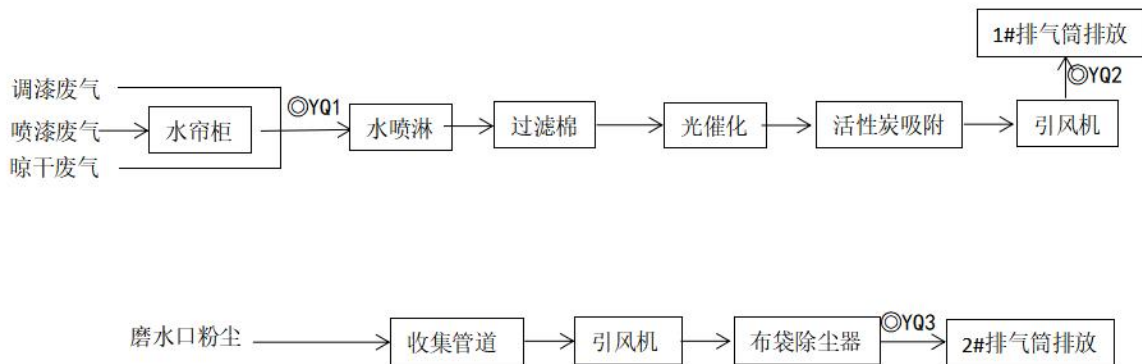 1#排气筒排放
◎YQ2
调漆废气
◎YQ1
喷漆废气
水帘柜
水喷淋
过滤棉
光催化
活性炭吸附
引风机
晾干废气
磨水口粉尘
收集管道
引风机
布袋除尘器
◎YQ3
2#排气筒排放